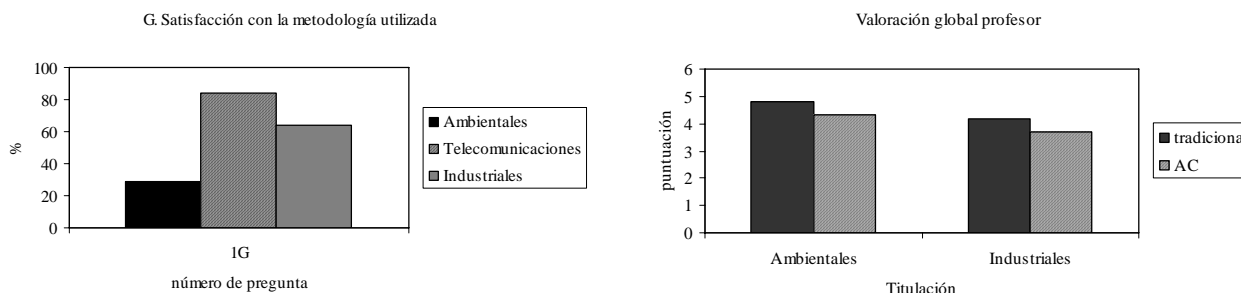 G. Satisfacción con la metodología utilizada
100
80
60
40
20
0
%
1G
número de pregunta
Ambientales
Telecomunicaciones
Industriales
Valoración global profesor
6
5
4
3
2
1
0
puntuación
Ambientales
Industriales
Titulación
tradiciona
AC